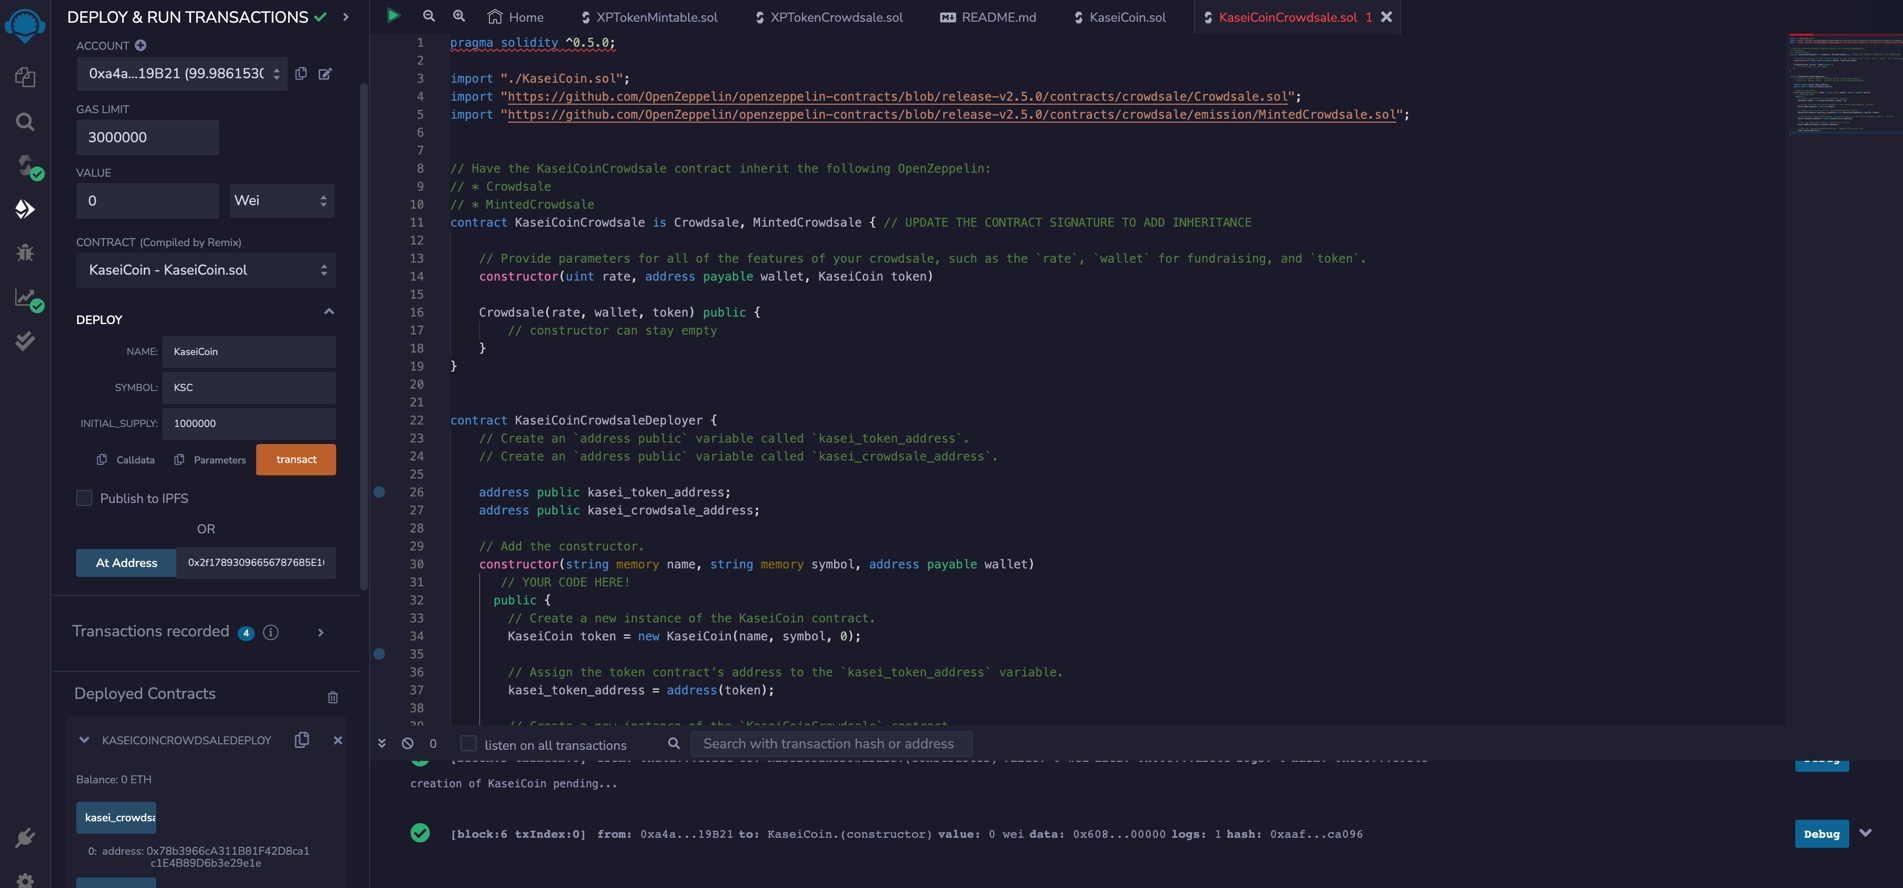 DEPLOY & RUN TRANSACTIONS
ACCOUNT
0xa4a...19B21 (99.9861530
GAS LIMIT
3000000
VALUE
0
Wei
CONTRACT (Compiled by Remix)
KaseiCoin - KaseiCoin.sol
DEPLOY
NAME: KaseiCoin
SYMBOL: KSC
INITIAL_SUPPLY: 1000000
Calldata Parameters transact
Publish to IPFS
OR
At Address 0x2f17893096656787685E1
Transactions recorded 4 i
Deployed Contracts
KASEICOINCROWDSALEDEPLOY
Balance: 0 ETH
kasei_crowdsa
0: address: 0x78b3966cA311B81F42D8ca1
c1E4B89D6b3e29e1e
Home XPTokenMintable.sol XPTokenCrowdsale.sol README.md KaseiCoin.sol KaseiCoinCrowdsale.sol 1
1 pragma solidity ^0.5.0;
2
3 import "./KaseiCoin.sol";
4 import "https://github.com/OpenZeppelin/openzeppelin-contracts/blob/release-v2.5.0/contracts/crowdsale/Crowdsale.sol";
5 import "https://github.com/OpenZeppelin/openzeppelin-contracts/blob/release-v2.5.0/contracts/crowdsale/emission/MintedCrowdsale.sol";
6
7
8 // Have the KaseiCoinCrowdsale contract inherit the following OpenZeppelin:
9 // * Crowdsale
10 // * MintedCrowdsale
11 contract KaseiCoinCrowdsale is Crowdsale, MintedCrowdsale { // UPDATE THE CONTRACT SIGNATURE TO ADD INHERITANCE
12
13 // Provide parameters for all of the features of your crowdsale, such as the `rate`, `wallet` for fundraising, and `token`.
14 constructor(uint rate, address payable wallet, KaseiCoin token)
15
16 Crowdsale(rate, wallet, token) public {
17 // constructor can stay empty
18 }
19 }
20
21
22 contract KaseiCoinCrowdsaleDeployer {
23 // Create an `address public` variable called `kasei_token_address`.
24 // Create an `address public` variable called `kasei_crowdsale_address`.
25
26 address public kasei_token_address;
27 address public kasei_crowdsale_address;
28
29 // Add the constructor.
30 constructor(string memory name, string memory symbol, address payable wallet)
31 // YOUR CODE HERE!
32 public {
33 // Create a new instance of the KaseiCoin contract.
34 KaseiCoin token = new KaseiCoin(name, symbol, 0);
35
36 // Assign the token contract’s address to the `kasei_token_address` variable.
37 kasei_token_address = address(token);
38
39 // Create a new instance of the `KaseiCoinCrowdsale` contract
0 listen on all transactions Search with transaction hash or address
Debug
creation of KaseiCoin pending...
[block:6 txIndex:0] from: 0xa4a...19B21 to: KaseiCoin.(constructor) value: 0 wei data: 0x608...00000 logs: 1 hash: 0xaaf...ca096
Debug